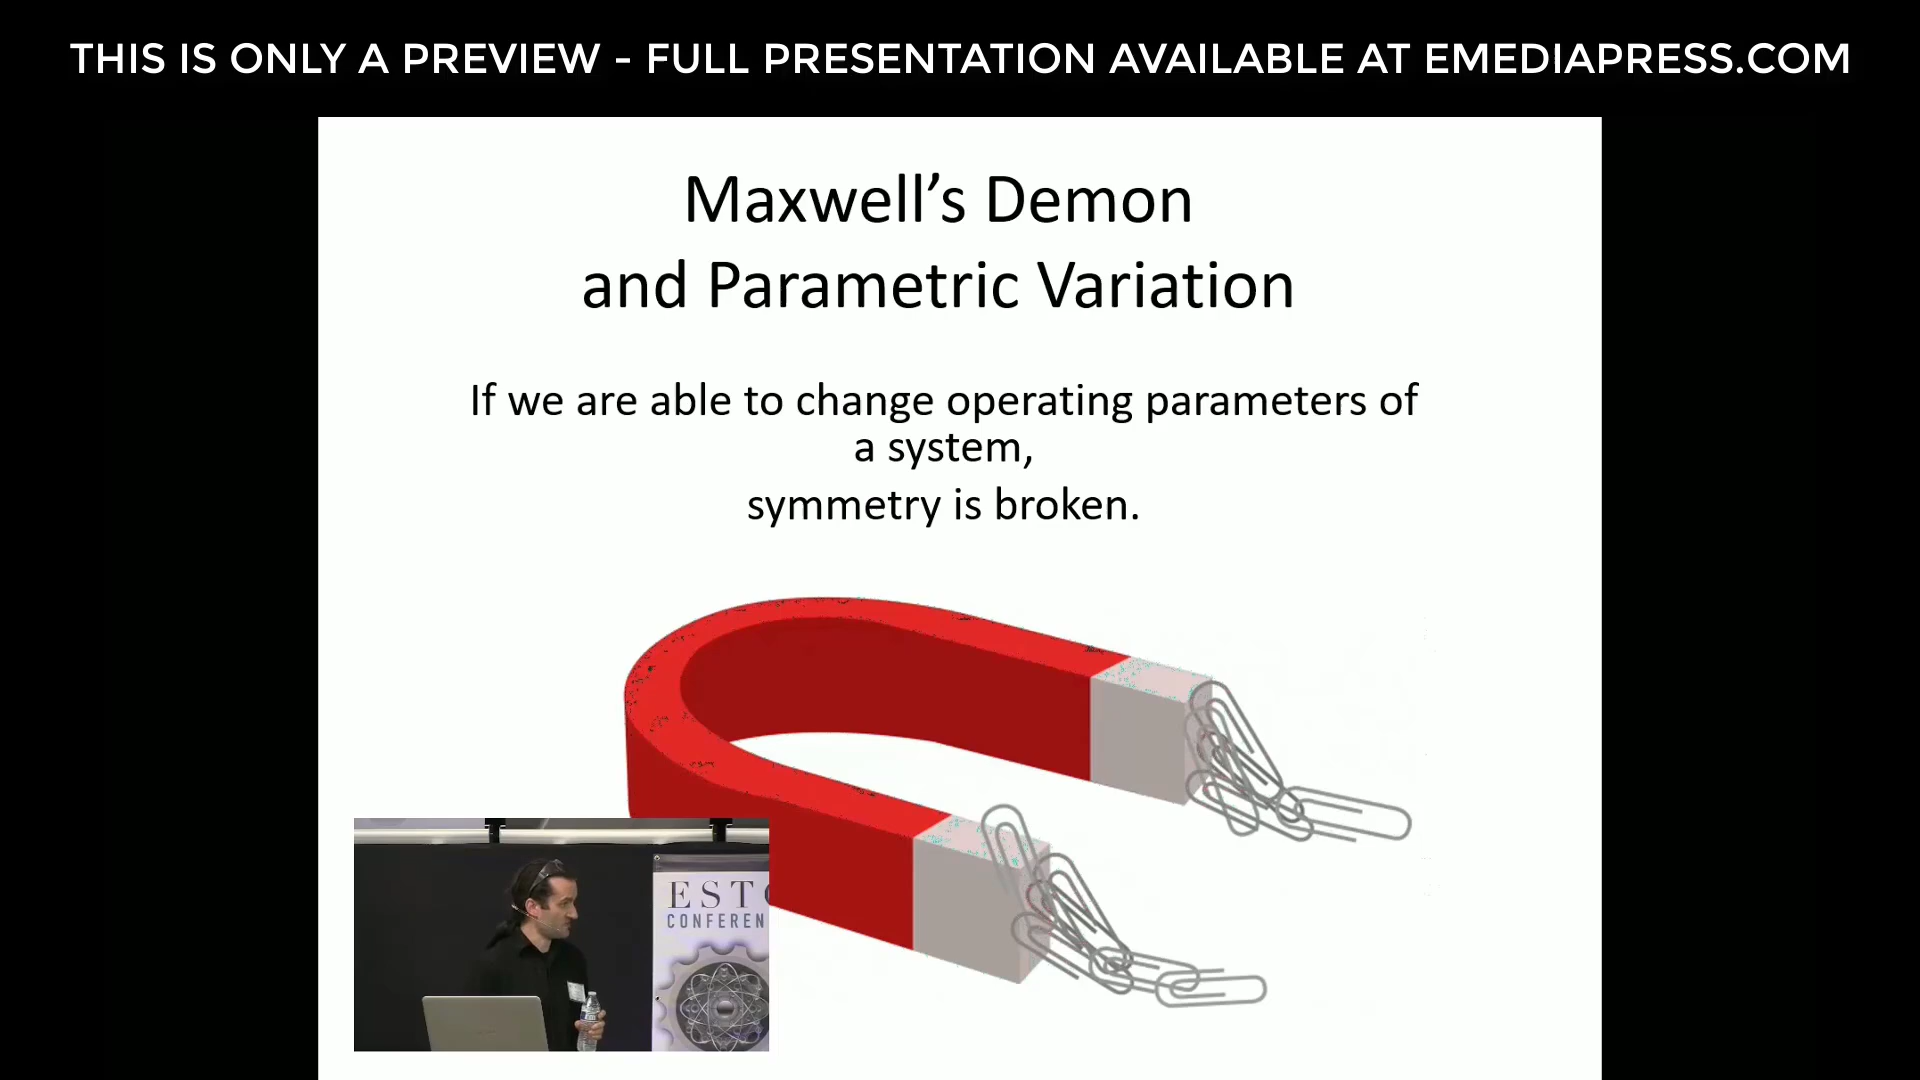 THIS IS ONLY A PREVIEW - FULL PRESENTATION AVAILABLE AT EMEDIAPRESS.COM
Maxwell’s Demon
and Parametric Variation
If we are able to change operating parameters of
a system,
symmetry is broken.
EST
CONFEREN